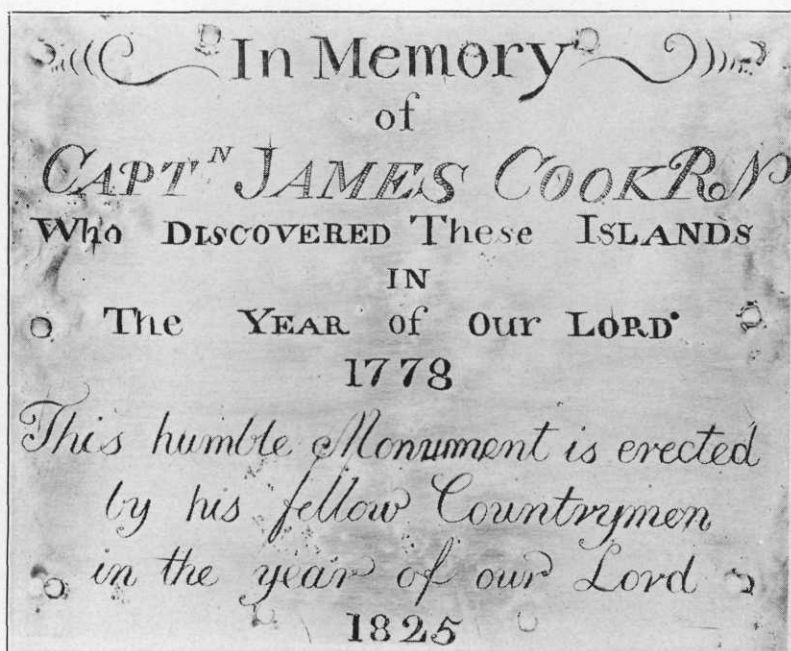 In Memory
of
CAPTᴺ JAMES COOK R N
Who DISCOVERED These ISLANDS
IN
The YEAR of Our LORD
1778
This humble Monument is erected
by his fellow Countrymen
in the year of our Lord
1825